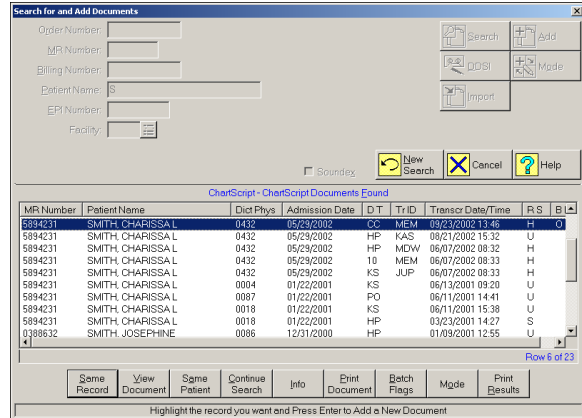 Search for and Add Documents
Order Number:
MR Number:
Billing Number:
Patient Name: S
EPI Number:
Facility:
Search Add
DDSI Mode
Import
Soundex
New Search Cancel Help
ChartScript - ChartScript Documents Found
MR Number Patient Name Dict Phys Admission Date D T Tr ID Transcr Date/Time R S B
5894231 SMITH, CHARISSA L 0432 05/29/2002 CC MEM 09/23/2002 13:46 H O
5894231 SMITH, CHARISSA L 0432 05/29/2002 HP KAS 08/21/2002 15:32 U
5894231 SMITH, CHARISSA L 0432 05/29/2002 HP MDW 06/07/2002 08:32 H
5894231 SMITH, CHARISSA L 0432 05/29/2002 10 MEM 06/07/2002 08:33 H
5894231 SMITH, CHARISSA L 0432 05/29/2002 KS JUP 06/07/2002 08:33 H
5894231 SMITH, CHARISSA L 0004 01/22/2001 KS 06/13/2001 09:20 U
5894231 SMITH, CHARISSA L 0087 01/22/2001 PO 06/11/2001 14:41 U
5894231 SMITH, CHARISSA L 0018 01/22/2001 KS 06/11/2001 15:38 U
5894231 SMITH, CHARISSA L 0018 01/22/2001 HP 03/23/2001 14:27 S
0388632 SMITH, JOSEPHINE 0086 12/31/2000 HP 01/09/2001 12:55 U
Row 6 of 23
Same Record View Document Same Patient Continue Search Info Print Document Batch Flags Mode Print Results
Highlight the record you want and Press Enter to Add a New Document